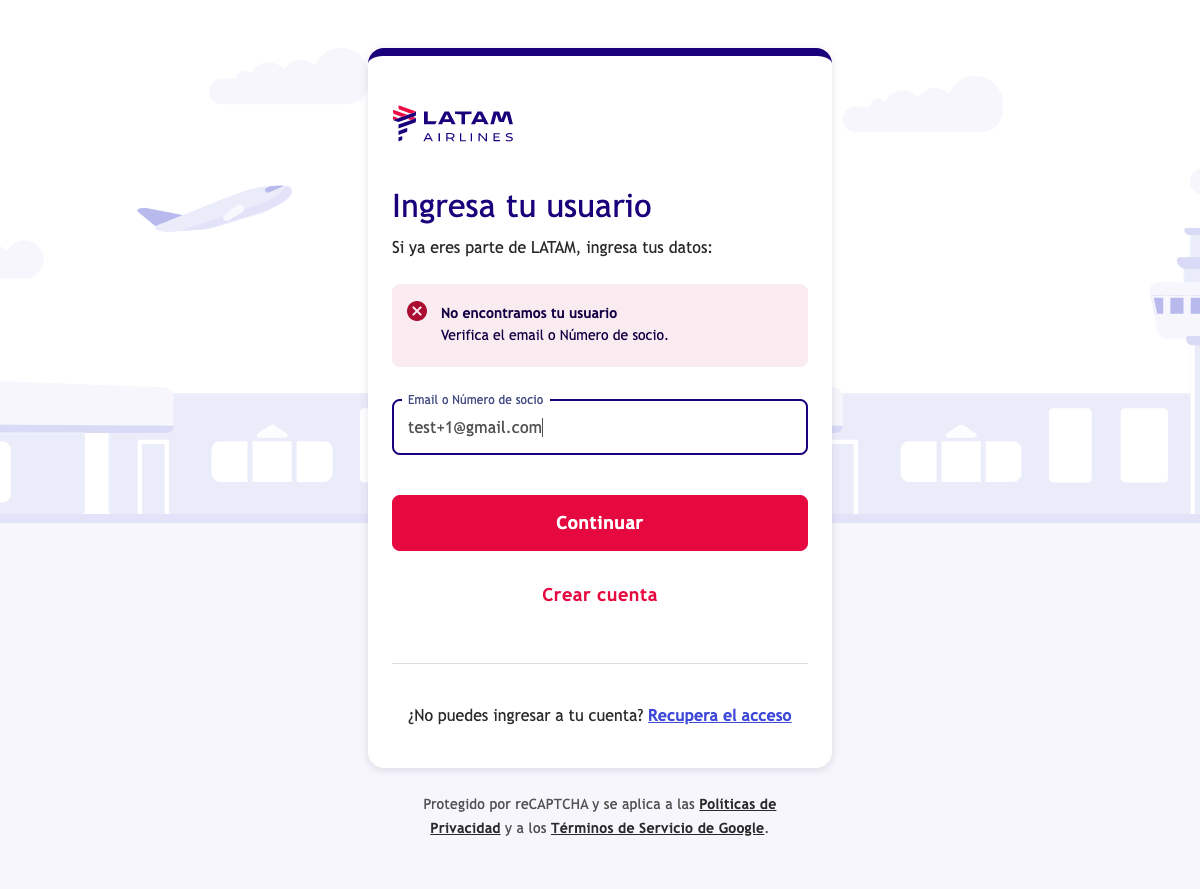 LATAM
AIRLINES
Ingresa tu usuario
Si ya eres parte de LATAM, ingresa tus datos:
No encontramos tu usuario
Verifica el email o Número de socio.
Email o Número de socio
test+1@gmail.com
Continuar
Crear cuenta
¿No puedes ingresar a tu cuenta? Recupera el acceso
Protegido por reCAPTCHA y se aplica a las Políticas de
Privacidad y a los Términos de Servicio de Google.